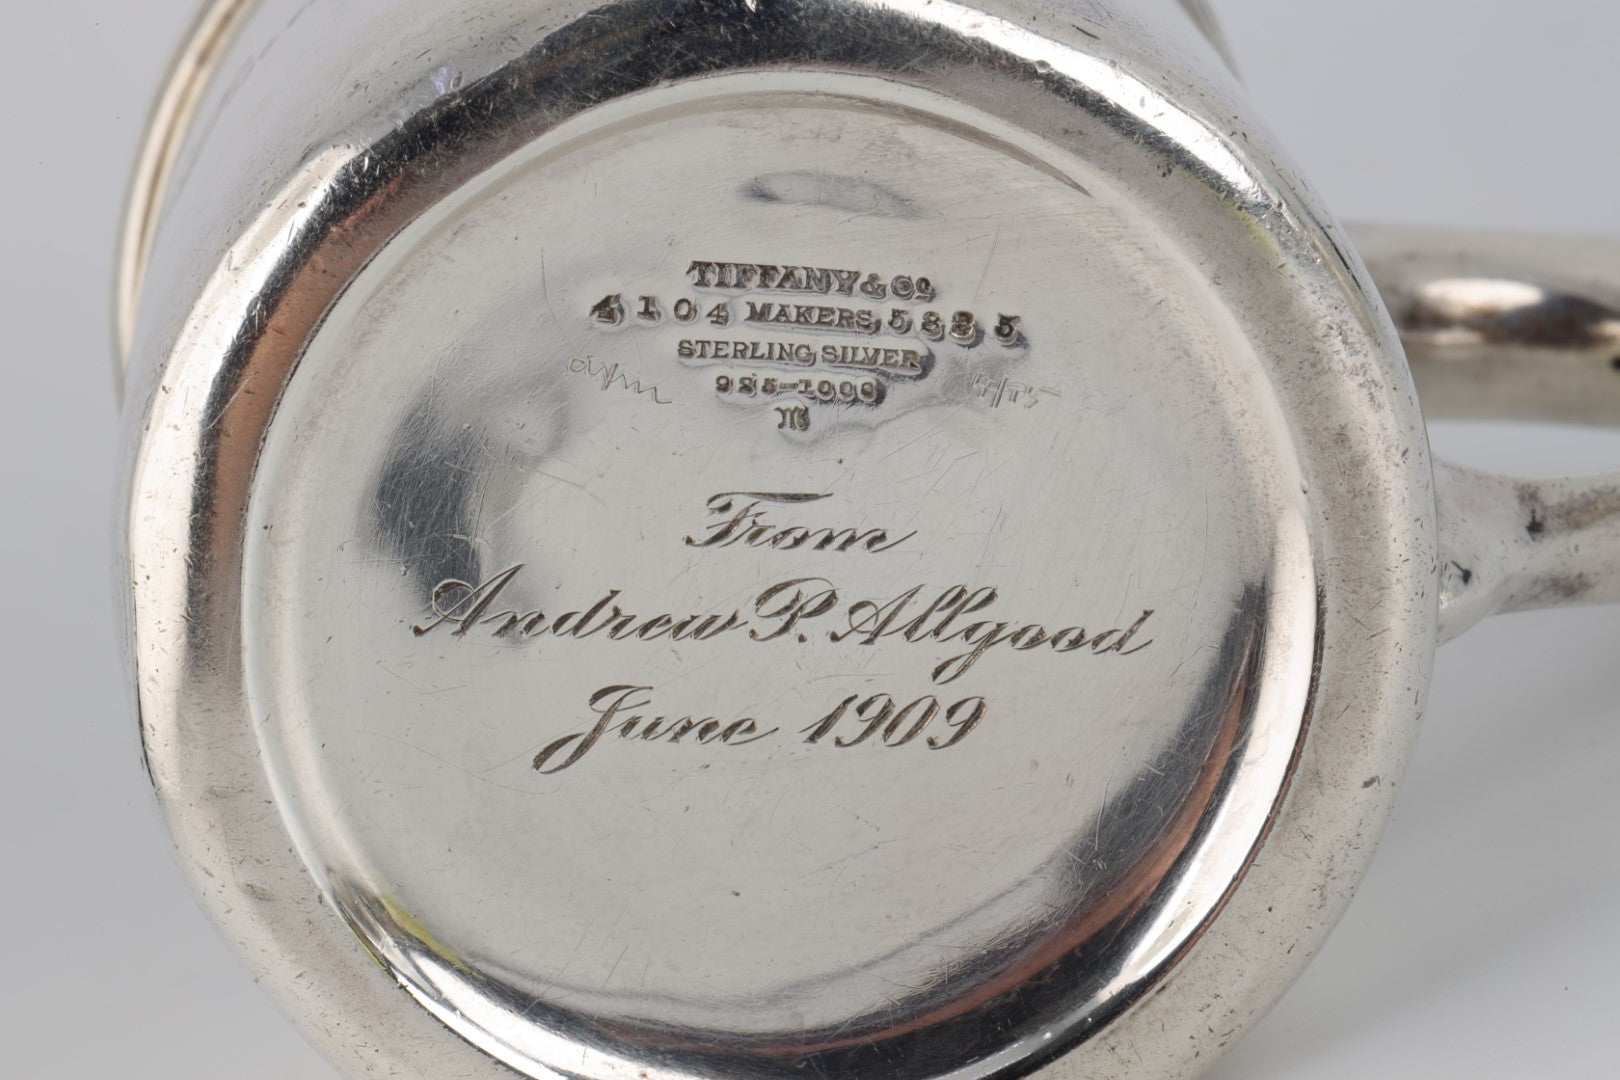 TIFFANY & Co
4104 MAKERS 5885
STERLING SILVER
925-1000
M
From
Andrew P. Allgood
June 1909